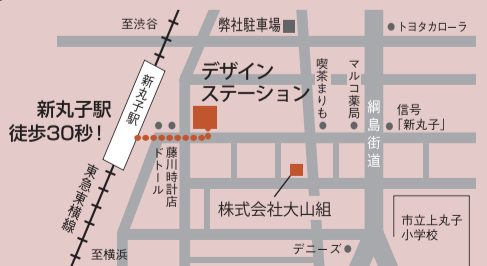 至渋谷
弊社駐車場
トヨタカローラ
新丸子駅
デザイン
ステーション
喫茶まりも
マルコ薬局
綱島街道
信号
「新丸子」
新丸子駅
徒歩30秒!
ドトール
藤川時計店
東急東横線
株式会社大山組
市立上丸子
小学校
デニーズ
至横浜